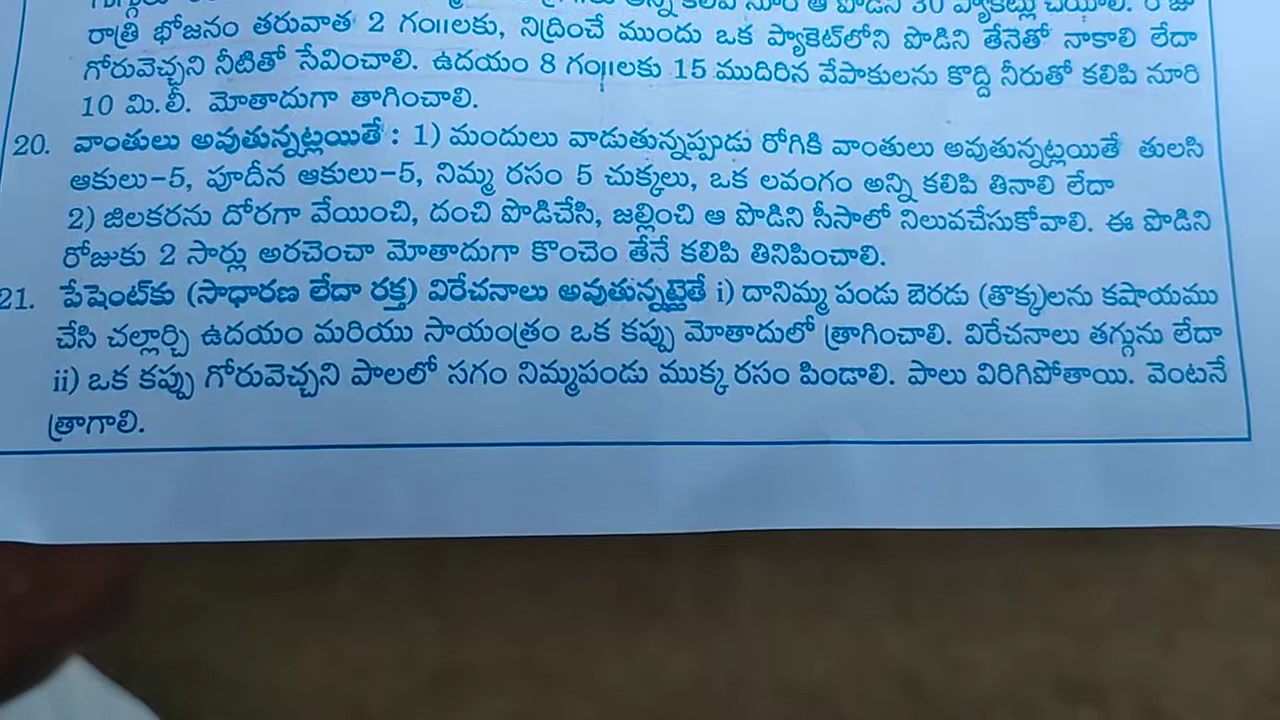 అన్ని కలిపి నూరి ఆ పొడిని 30 ప్యాకెట్లు చేయాలి. రోజు
రాత్రి భోజనం తరువాత 2 గం॥లకు, నిద్రించే ముందు ఒక ప్యాకెట్‌లోని పొడిని తేనెతో నాకాలి లేదా
గోరువెచ్చని నీటితో సేవించాలి. ఉదయం 8 గం॥లకు 15 ముదిరిన వేపాకులను కొద్ది నీరుతో కలిపి నూరి
10 మి.లీ. మోతాదుగా తాగించాలి.
20. వాంతులు అవుతున్నట్లయితే : 1) మందులు వాడుతున్నప్పుడు రోగికి వాంతులు అవుతున్నట్లయితే తులసి
ఆకులు-5, పూదీన ఆకులు-5, నిమ్మ రసం 5 చుక్కలు, ఒక లవంగం అన్ని కలిపి తినాలి లేదా
2) జిలకరను దోరగా వేయించి, దంచి పొడిచేసి, జల్లించి ఆ పొడిని సీసాలో నిలువచేసుకోవాలి. ఈ పొడిని
రోజుకు 2 సార్లు అరచెంచా మోతాదుగా కొంచెం తేనే కలిపి తినిపించాలి.
21. పేషెంట్‌కు (సాధారణ లేదా రక్త) విరేచనాలు అవుతున్నట్లైతే i) దానిమ్మ పండు బెరడు (తొక్క)లను కషాయము
చేసి చల్లార్చి ఉదయం మరియు సాయంత్రం ఒక కప్పు మోతాదులో త్రాగించాలి. విరేచనాలు తగ్గును లేదా
ii) ఒక కప్పు గోరువెచ్చని పాలలో సగం నిమ్మపండు ముక్క రసం పిండాలి. పాలు విరిగిపోతాయి. వెంటనే
త్రాగాలి.